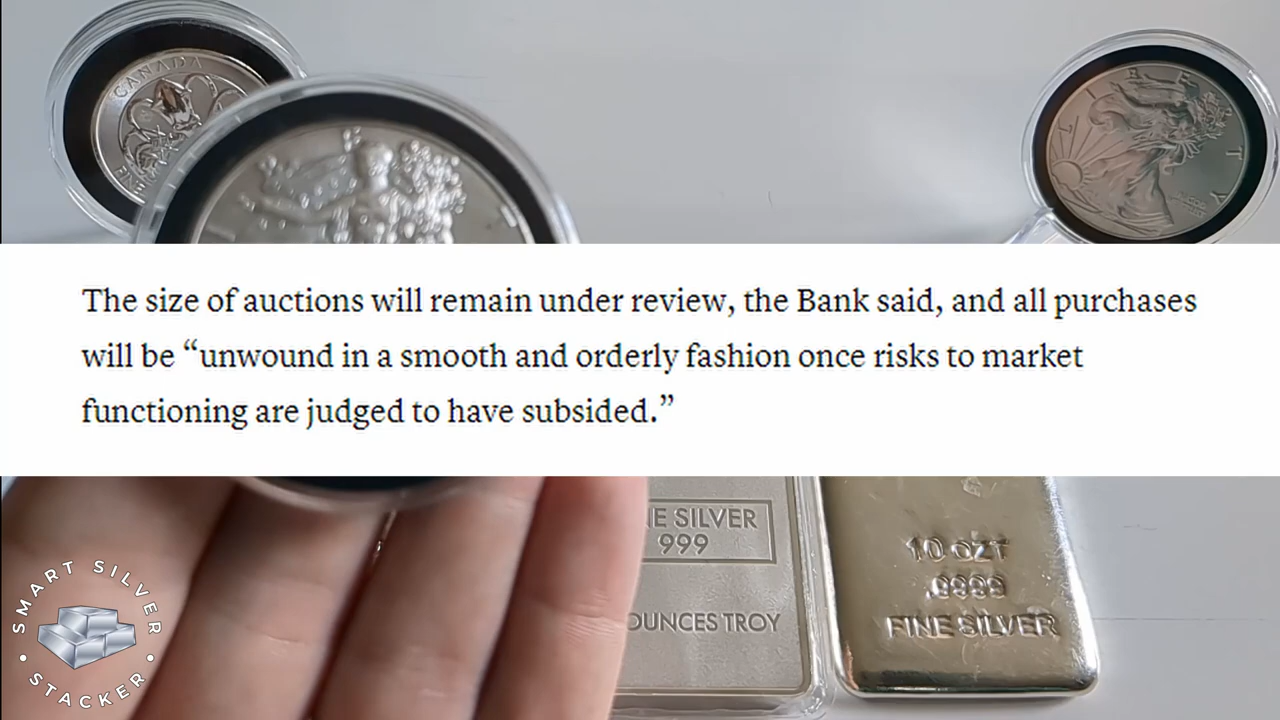 CANADA
FINE
LIBERTY
The size of auctions will remain under review, the Bank said, and all purchases
will be “unwound in a smooth and orderly fashion once risks to market
functioning are judged to have subsided.”
NE SILVER
999
OUNCES TROY
10 OZT
.9999
FINE SILVER
SMART SILVER
STACKER